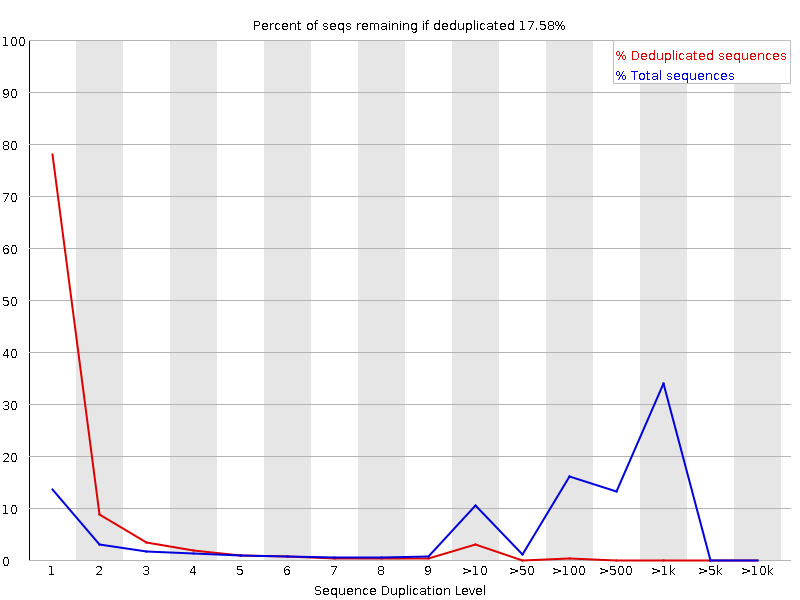 Percent of seqs remaining if deduplicated 17.58%
% Deduplicated sequences
% Total sequences
100
90
80
70
60
50
40
30
20
10
0
1 2 3 4 5 6 7 8 9 >10 >50 >100 >500 >1k >5k >10k
Sequence Duplication Level